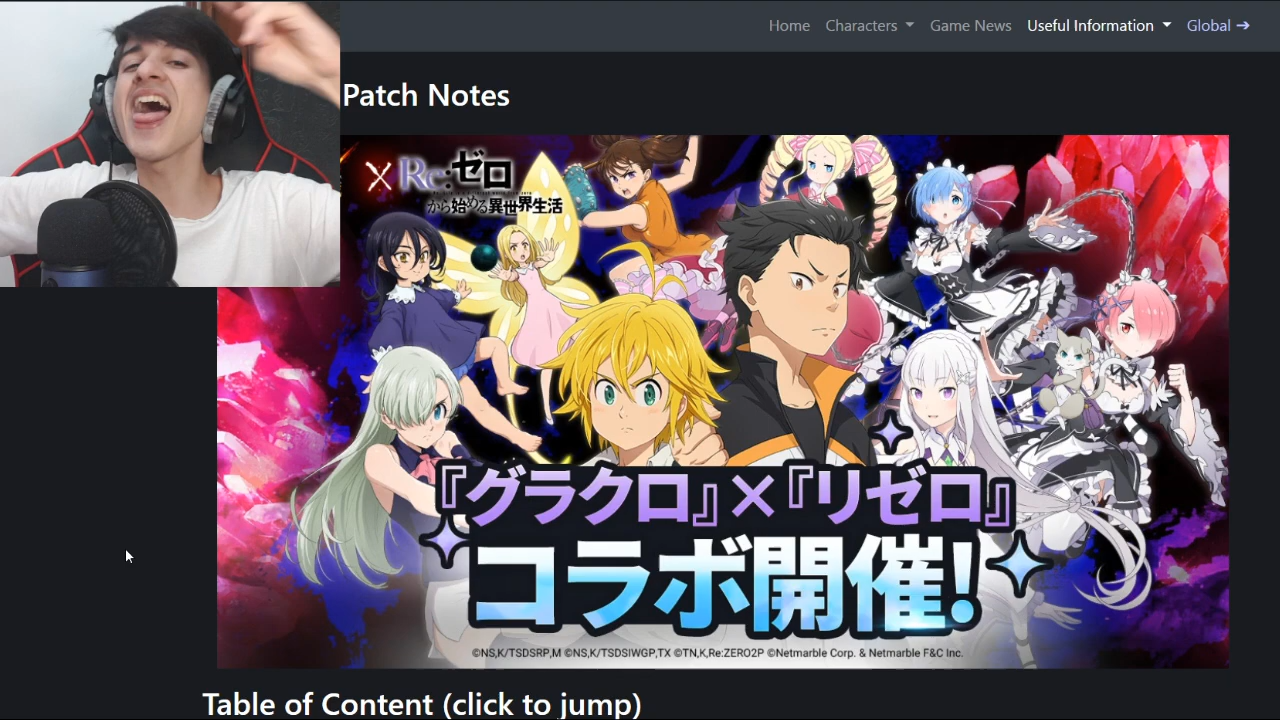 Home Characters Game News Useful Information Global →
Patch Notes
× Re:ゼロ
から始める異世界生活
『グラクロ』×『リゼロ』
コラボ開催!
©NS,K/TSDSRP,M ©NS,K/TSDSIWGP,TX ©TN,K,Re:ZERO2P ©Netmarble Corp. & Netmarble F&C Inc.
Table of Content (click to jump)